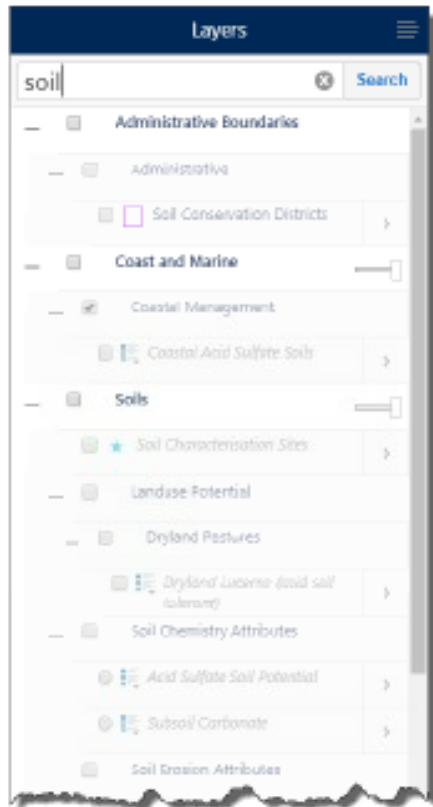 Layers
soil
Search
Administrative Boundaries
Administrative
Soil Conservation Districts
Coast and Marine
Coastal Management
Coastal Acid Sulfate Soils
Soils
Soil Characterisation Sites
Landuse Potential
Dryland Pastures
Dryland Lucerne (acid soil
tolerant)
Soil Chemistry Attributes
Acid Sulfate Soil Potential
Subsoil Carbonate
Soil Erosion Attributes